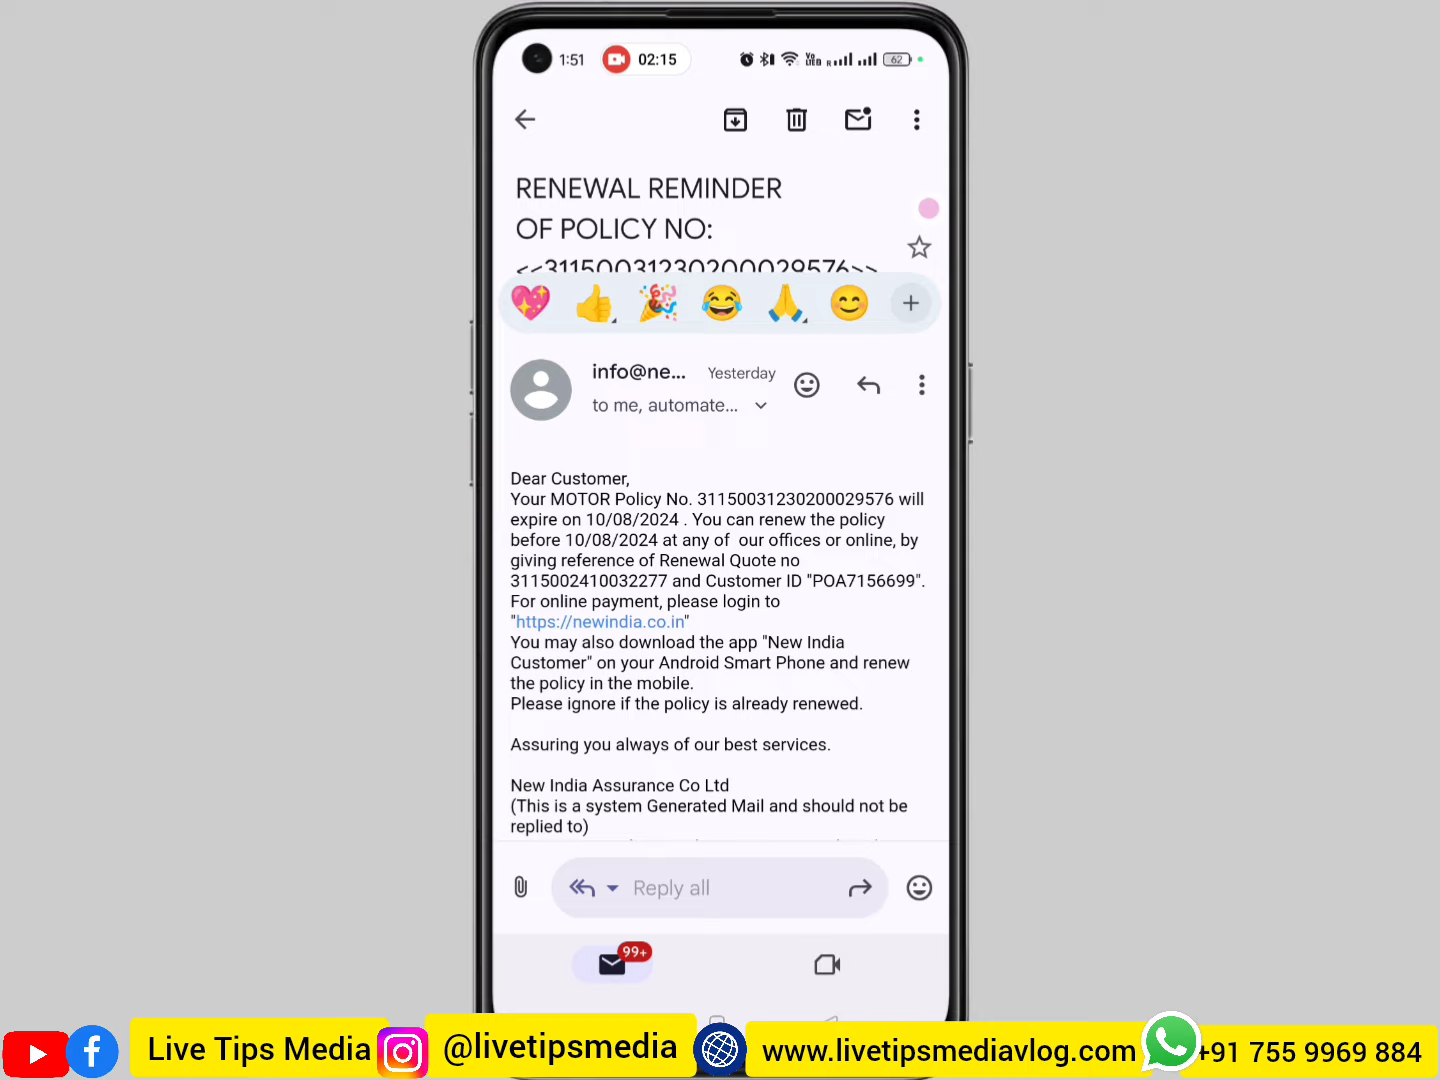 1:51
02:15
62
RENEWAL REMINDER
OF POLICY NO:
<<31150031230200029576>>
info@ne... Yesterday
to me, automate...
Dear Customer,
Your MOTOR Policy No. 31150031230200029576 will
expire on 10/08/2024 . You can renew the policy
before 10/08/2024 at any of our offices or online, by
giving reference of Renewal Quote no
3115002410032277 and Customer ID "POA7156699".
For online payment, please login to
"https://newindia.co.in"
You may also download the app "New India
Customer" on your Android Smart Phone and renew
the policy in the mobile.
Please ignore if the policy is already renewed.
Assuring you always of our best services.
New India Assurance Co Ltd
(This is a system Generated Mail and should not be
replied to)
Reply all
99+
Live Tips Media
@livetipsmedia
www.livetipsmediavlog.com
+91 755 9969 884